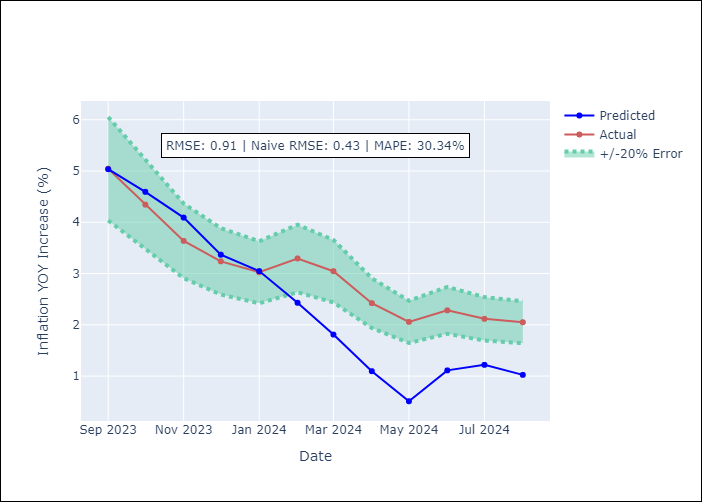 RMSE: 0.91 | Naive RMSE: 0.43 | MAPE: 30.34%
Predicted
Actual
+/-20% Error
Inflation YOY Increase (%)
6
5
4
3
2
1
Sep 2023
Nov 2023
Jan 2024
Mar 2024
May 2024
Jul 2024
Date